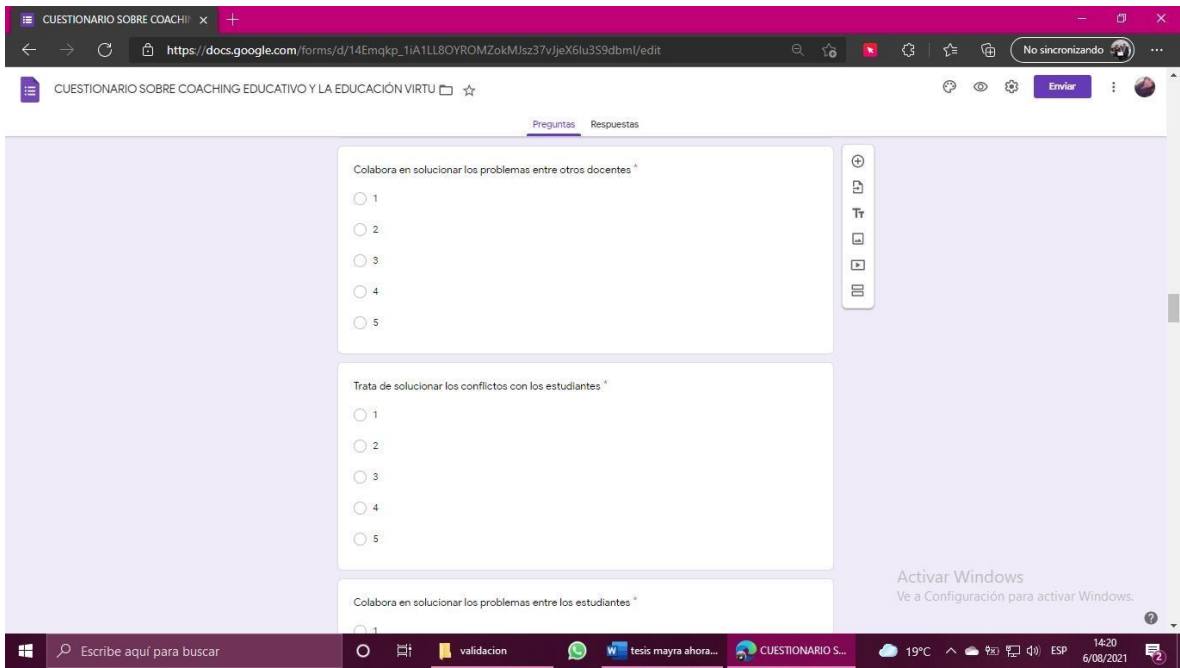 CUESTIONARIO SOBRE COACHIN
https://docs.google.com/forms/d/14Emqkp_1iA1LL8OYROMZokMJsz37vJjeX6Iu3S9dbmI/edit
No sincronizando
CUESTIONARIO SOBRE COACHING EDUCATIVO Y LA EDUCACIÓN VIRTU
Enviar
Preguntas Respuestas
Colabora en solucionar los problemas entre otros docentes *
1
2
3
4
5
Trata de solucionar los conflictos con los estudiantes *
1
2
3
4
5
Colabora en solucionar los problemas entre los estudiantes *
1
Activar Windows
Ve a Configuración para activar Windows.
Escribe aquí para buscar
validacion
tesis mayra ahora...
CUESTIONARIO S...
19°C
ESP
14:20
6/08/2021
2